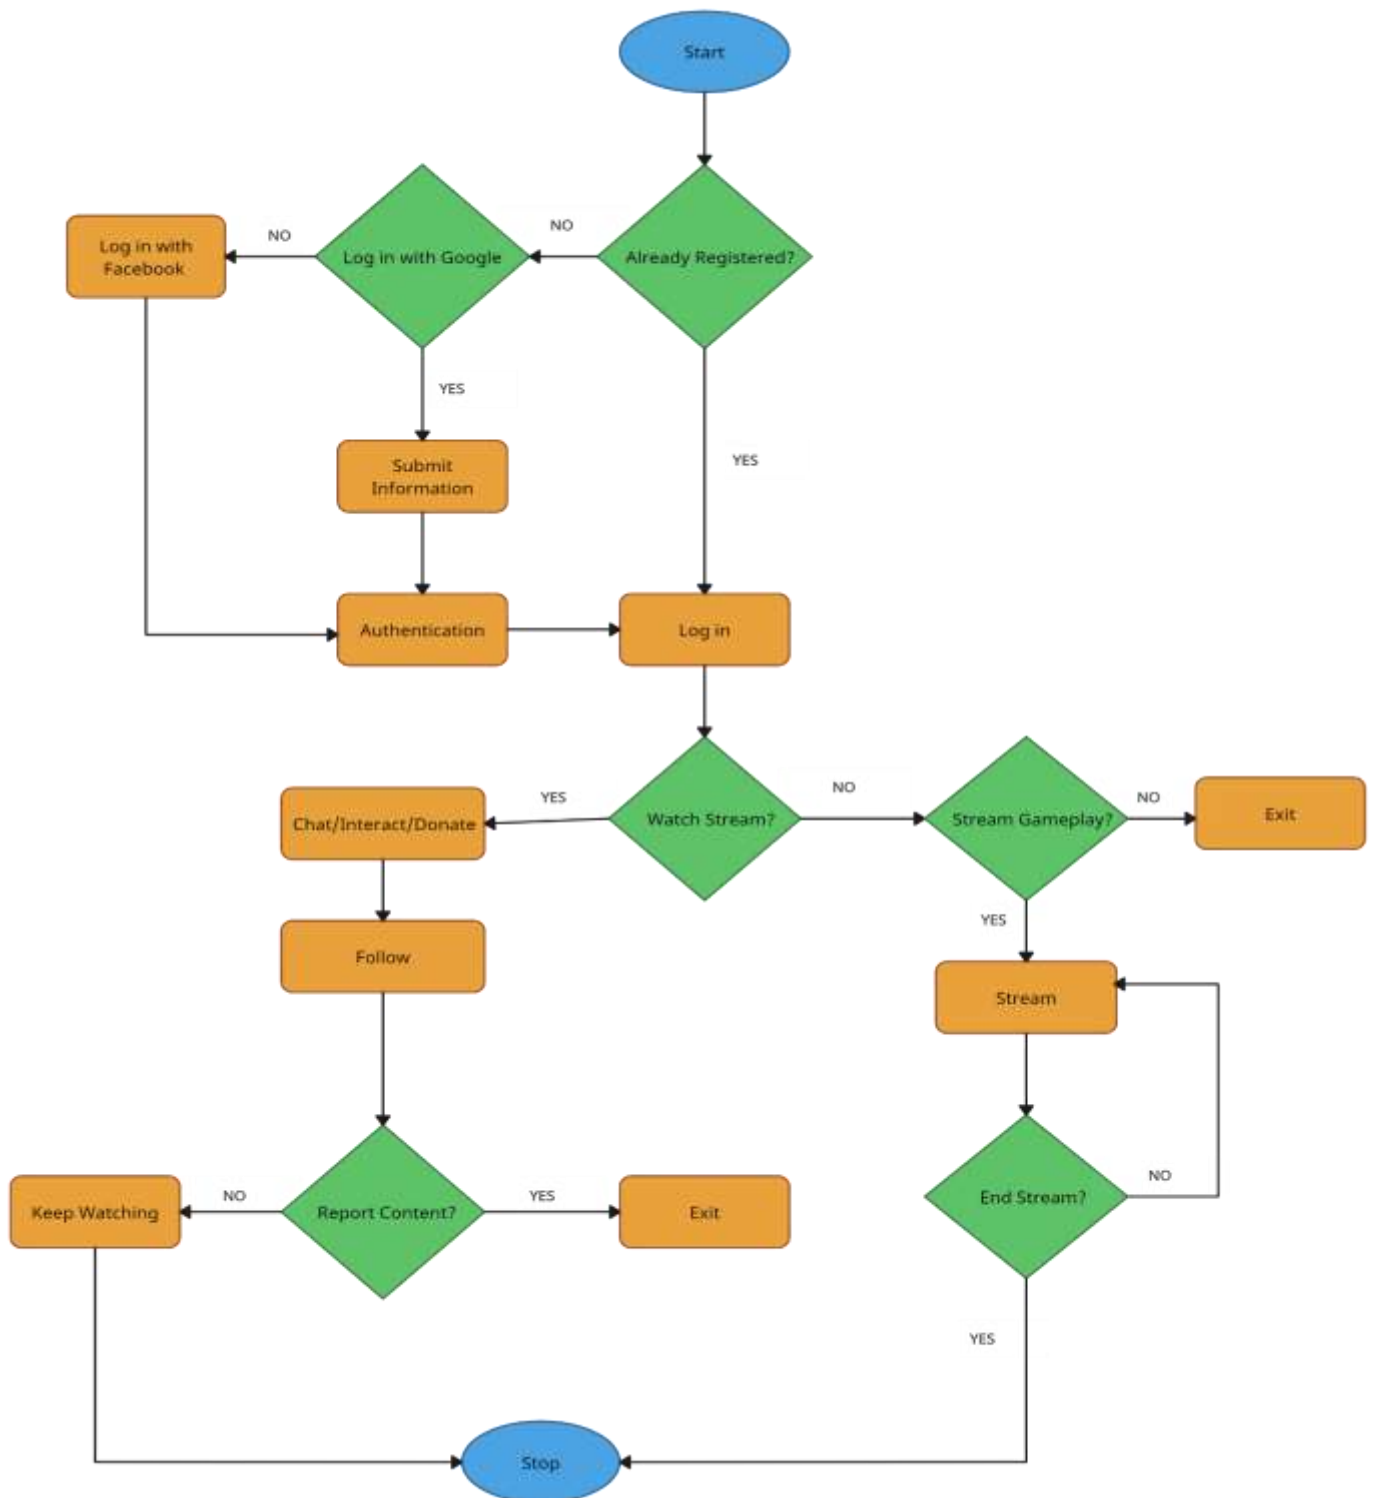 Start
NO
NO
Log in with
Facebook
Log in with Google
Already Registered?
YES
YES
Submit
Information
Authentication
Log in
YES
NO
NO
Chat/Interact/Donate
Watch Stream?
Stream Gameplay?
Exit
YES
Follow
Stream
NO
YES
NO
Keep Watching
Report Content?
Exit
End Stream?
YES
Stop